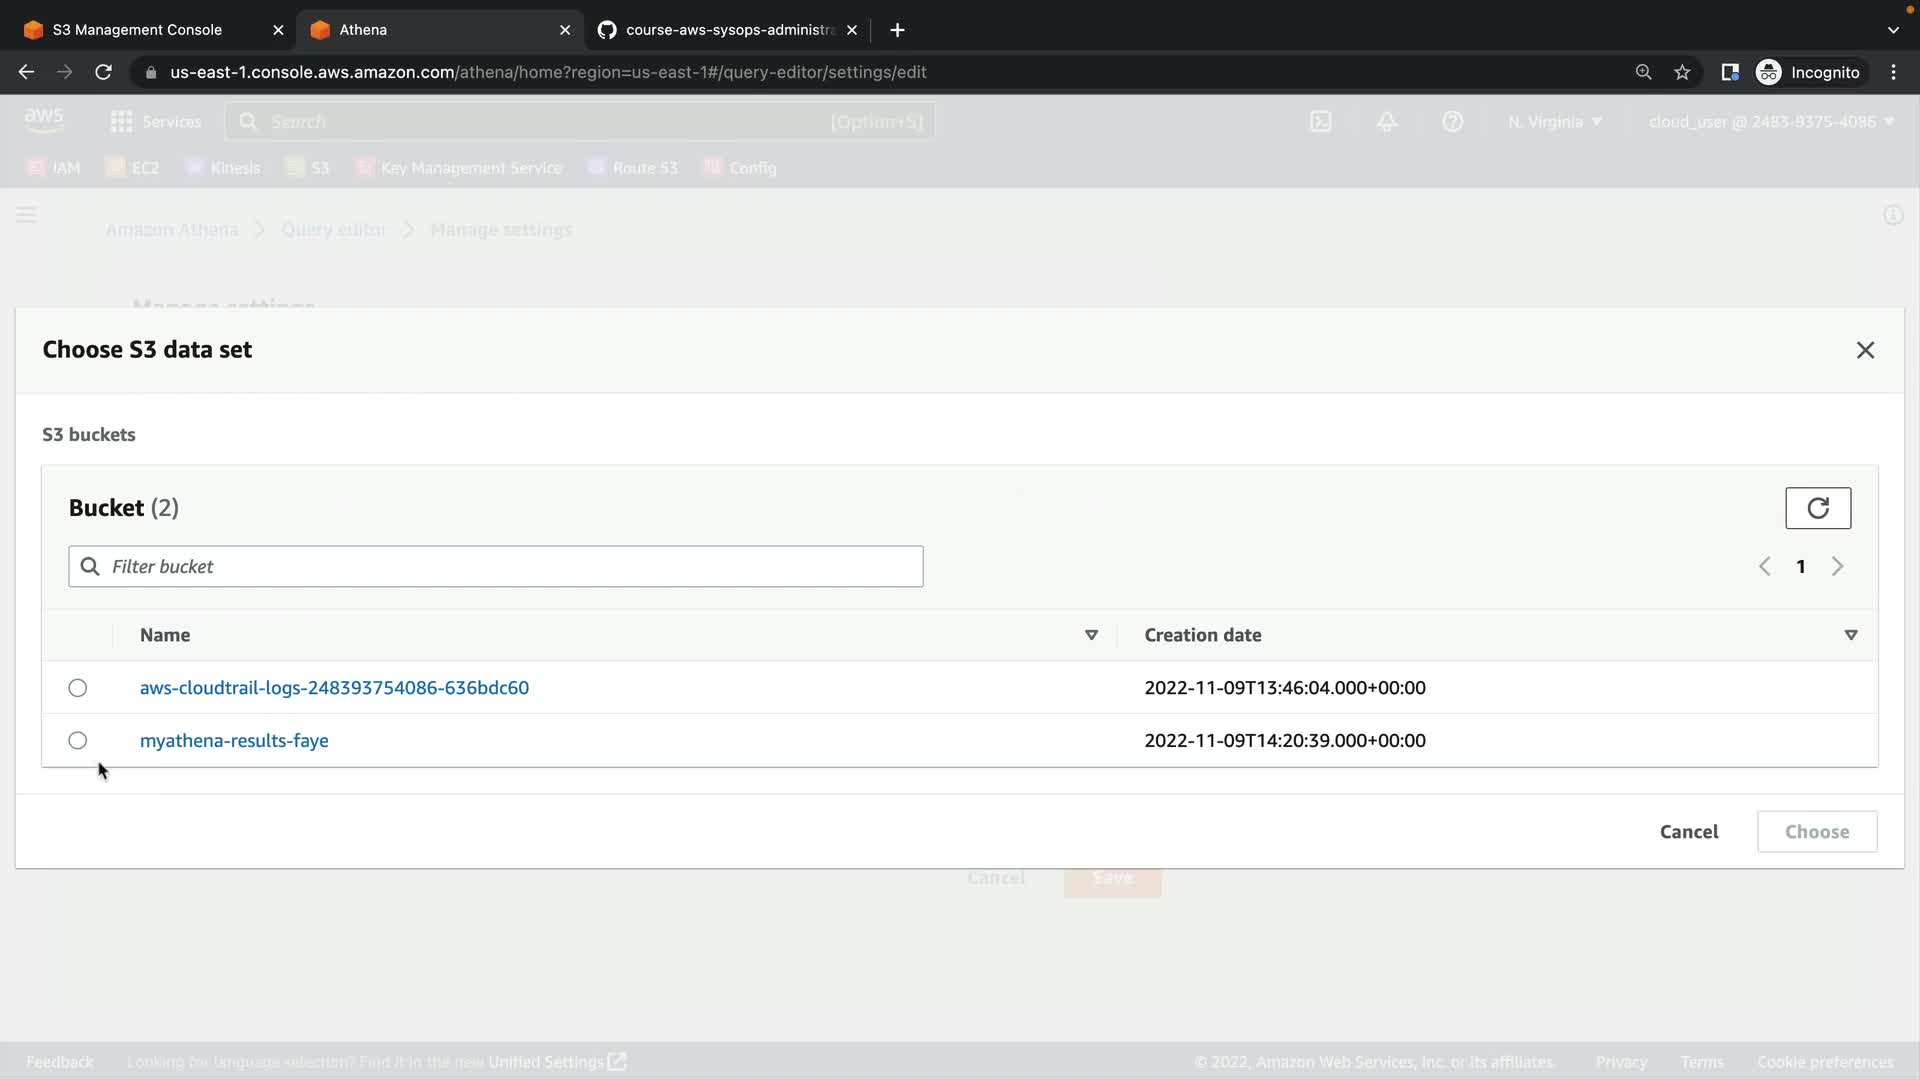 S3 Management Console
Athena
course-aws-sysops-administra
us-east-1.console.aws.amazon.com/athena/home?region=us-east-1#/query-editor/settings/edit
Incognito
aws
Services
Search
[Option+S]
N. Virginia
cloud_user @ 2483-9375-4086
IAM
EC2
Kinesis
S3
Key Management Service
Route 53
Config
Amazon Athena
Query editor
Manage settings
Manage settings
Choose S3 data set
S3 buckets
Bucket (2)
Filter bucket
1
Name
Creation date
aws-cloudtrail-logs-248393754086-636bdc60
2022-11-09T13:46:04.000+00:00
myathena-results-faye
2022-11-09T14:20:39.000+00:00
Cancel
Choose
Cancel
Save
Feedback
Looking for language selection? Find it in the new Unified Settings
© 2022, Amazon Web Services, Inc. or its affiliates.
Privacy
Terms
Cookie preferences